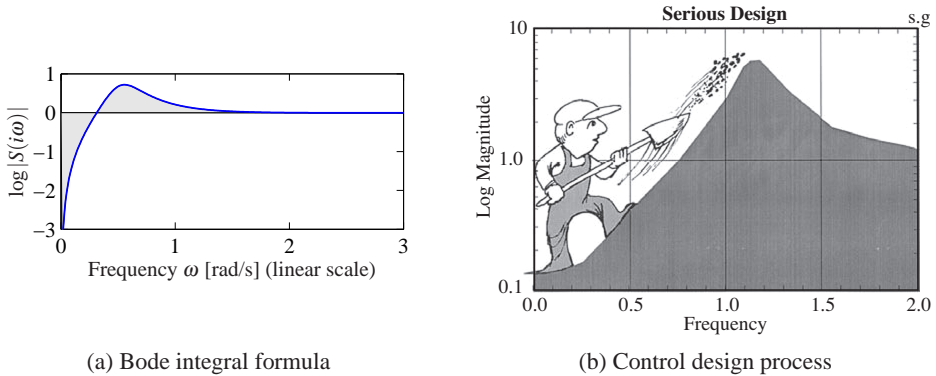 1
0
−1
−2
−3
log|S(iω)|
0
1
2
3
Frequency ω [rad/s] (linear scale)
(a) Bode integral formula
Serious Design
s.g
10
1.0
0.1
Log Magnitude
0.0
0.5
1.0
1.5
2.0
Frequency
(b) Control design process